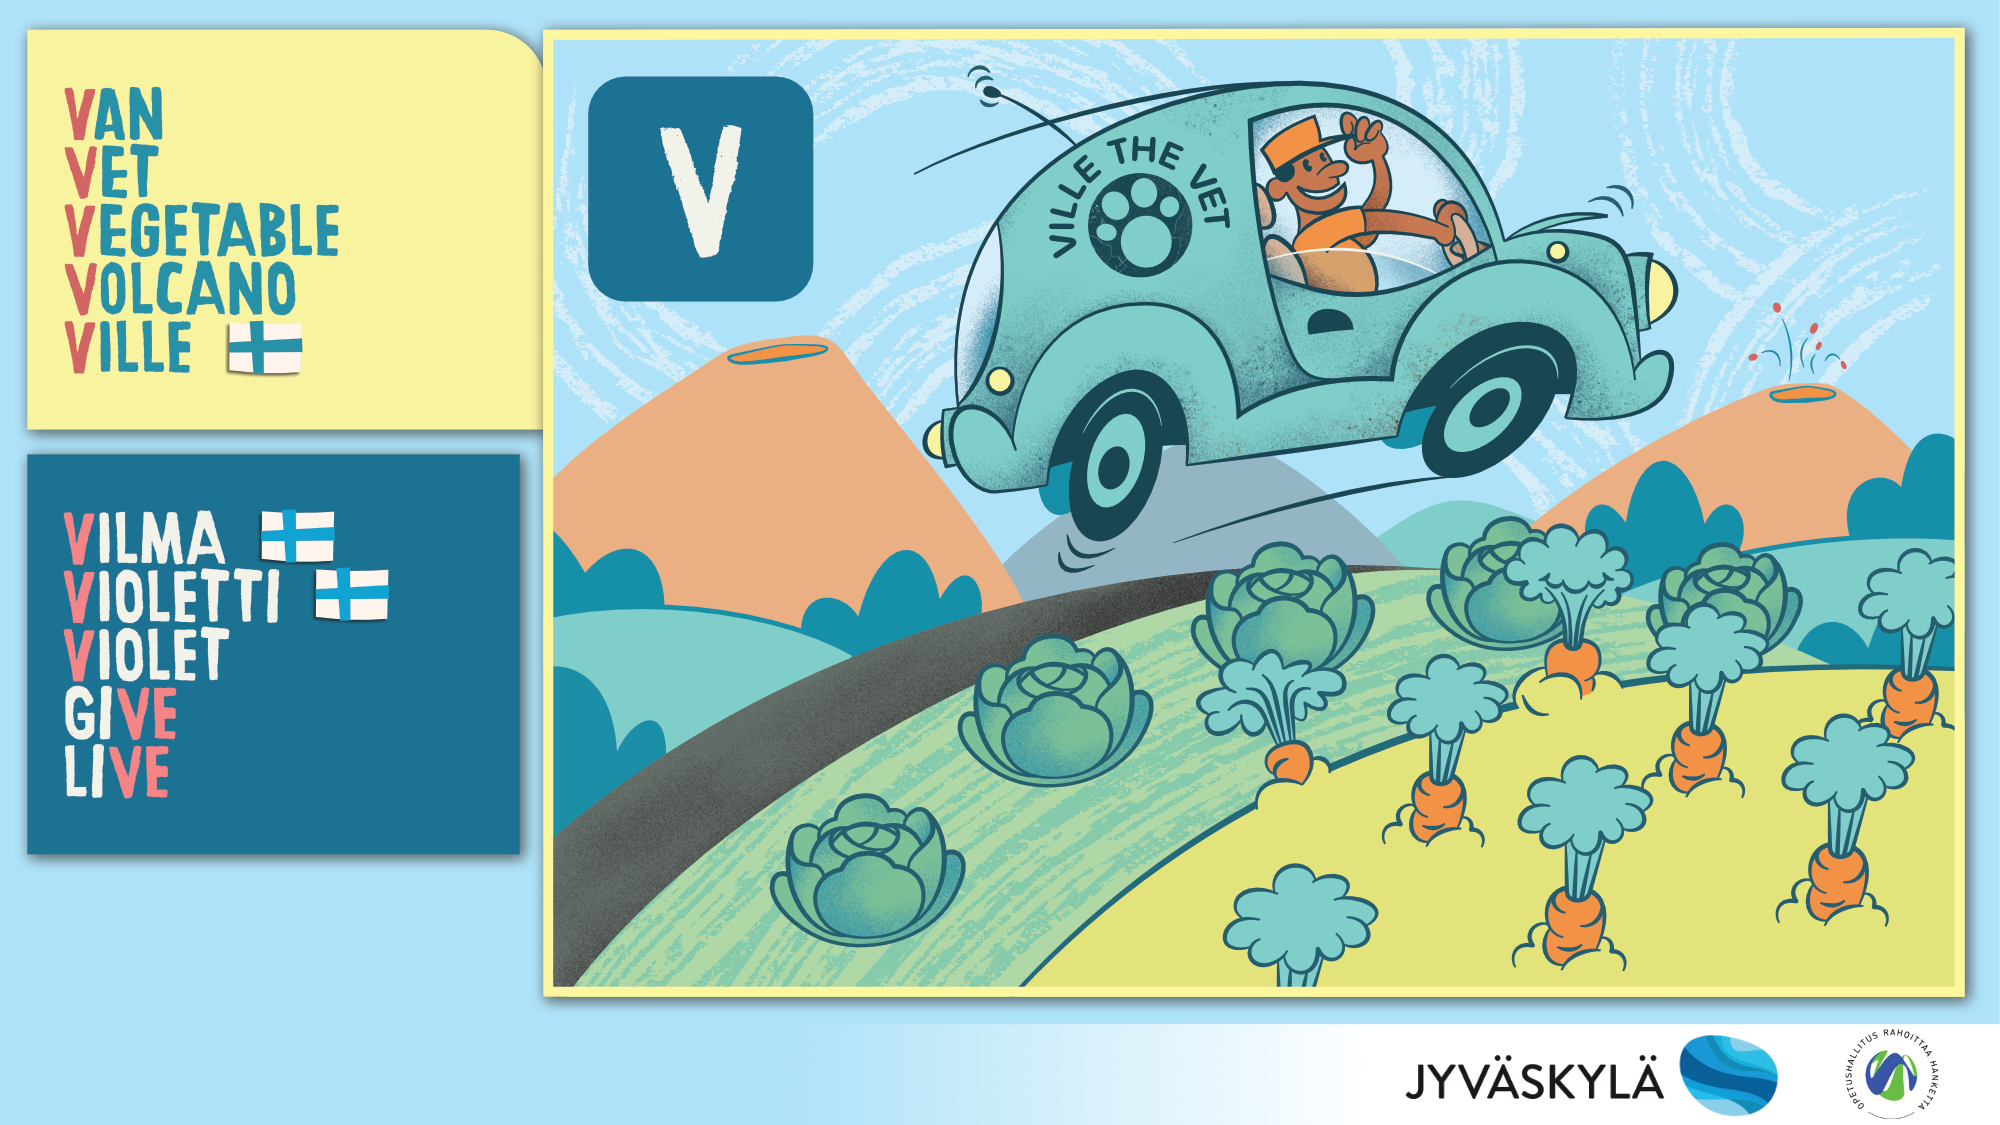 VAN
VET
VEGETABLE
VOLCANO
VILLE
VILMA
VIOLETTI
VIOLET
GIVE
LIVE
V
VILLE THE VET
JYVÄSKYLÄ
OPETUSHALLITUS RAHOITTAA HANKETTA